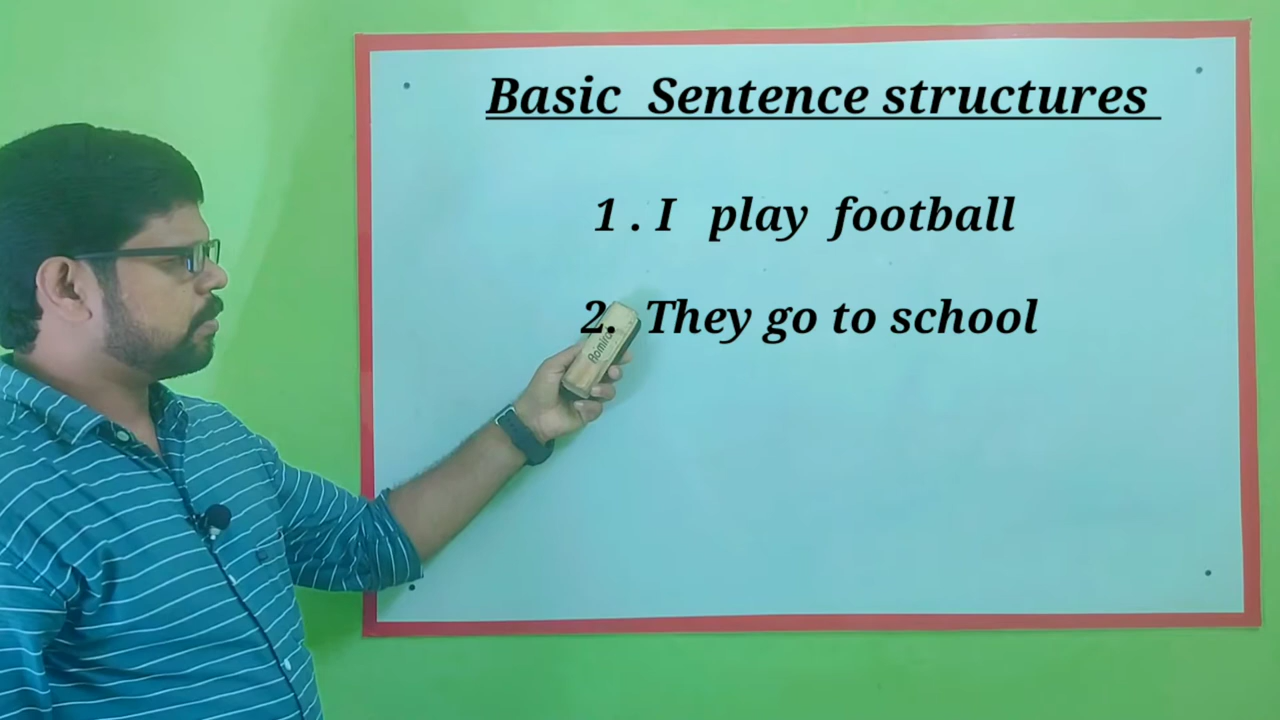 Basic Sentence structures
1 . I play football
2. They go to school